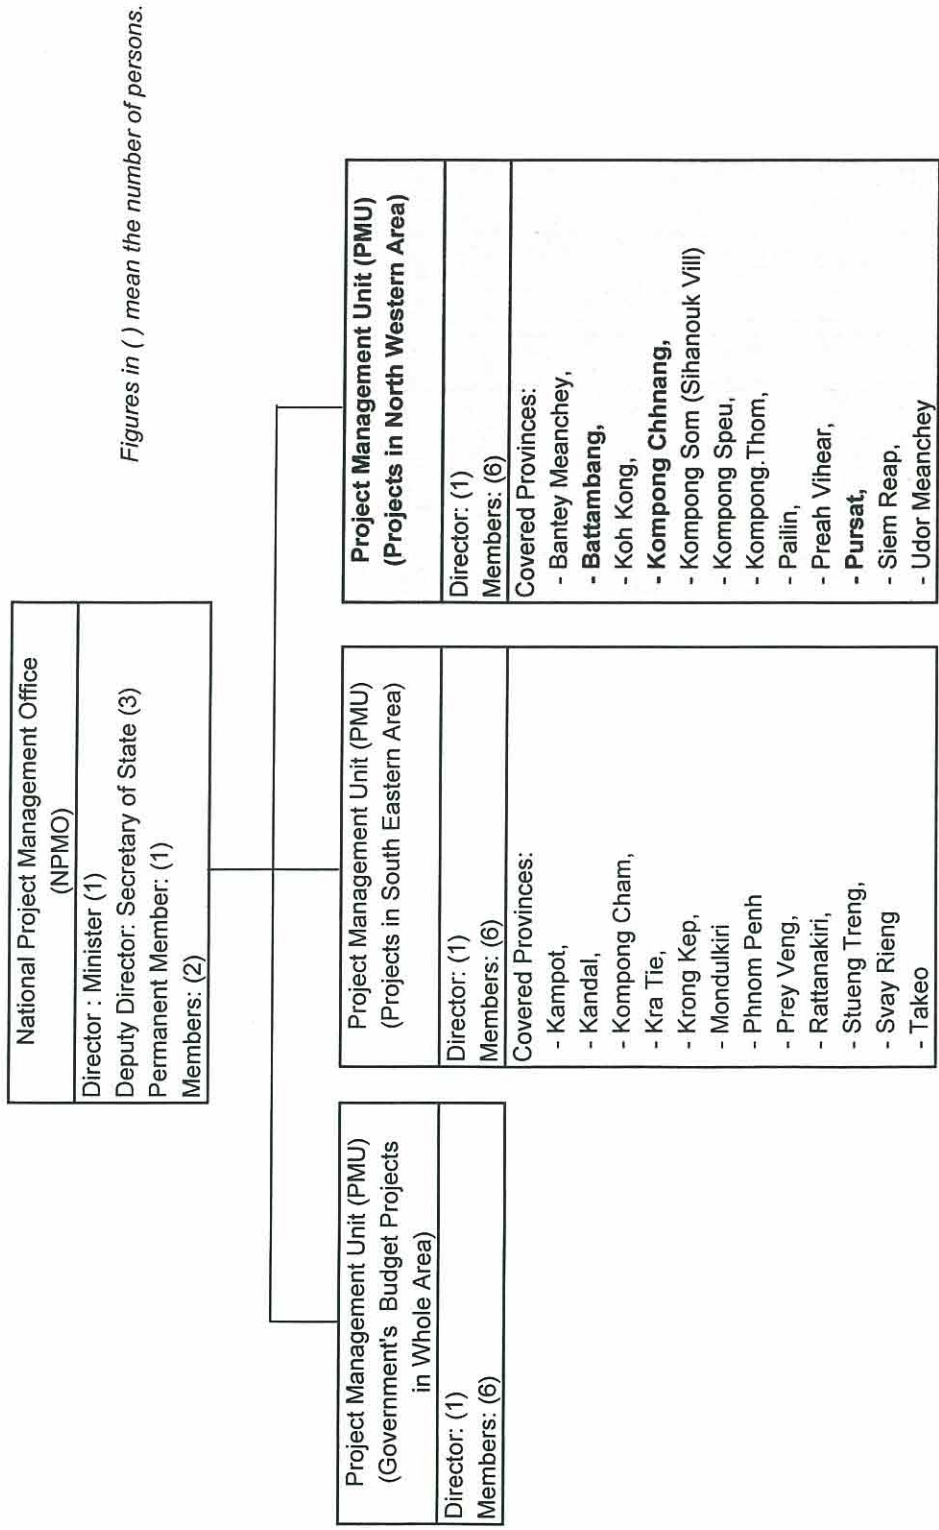 National Project Management Office
(NPMO)
Director : Minister (1)
Deputy Director: Secretary of State (3)
Permanent Member: (1)
Members: (2)
Figures in ( ) mean the number of persons.
Project Management Unit (PMU)
(Government's Budget Projects
in Whole Area)
Director: (1)
Members: (6)
Project Management Unit (PMU)
(Projects in South Eastern Area)
Director: (1)
Members: (6)
Covered Provinces:
- Kampot,
- Kandal,
- Kompong Cham,
- Kra Tie,
- Krong Kep,
- Mondulkiri
- Phnom Penh
- Prey Veng,
- Rattanakiri,
- Stueng Treng,
- Svay Rieng
- Takeo
Project Management Unit (PMU)
(Projects in North Western Area)
Director: (1)
Members: (6)
Covered Provinces:
- Bantey Meanchey,
- Battambang,
- Koh Kong,
- Kompong Chhnang,
- Kompong Som (Sihanouk Vill)
- Kompong Speu,
- Kompong.Thom,
- Pailin,
- Preah Vihear,
- Pursat,
- Siem Reap,
- Udor Meanchey